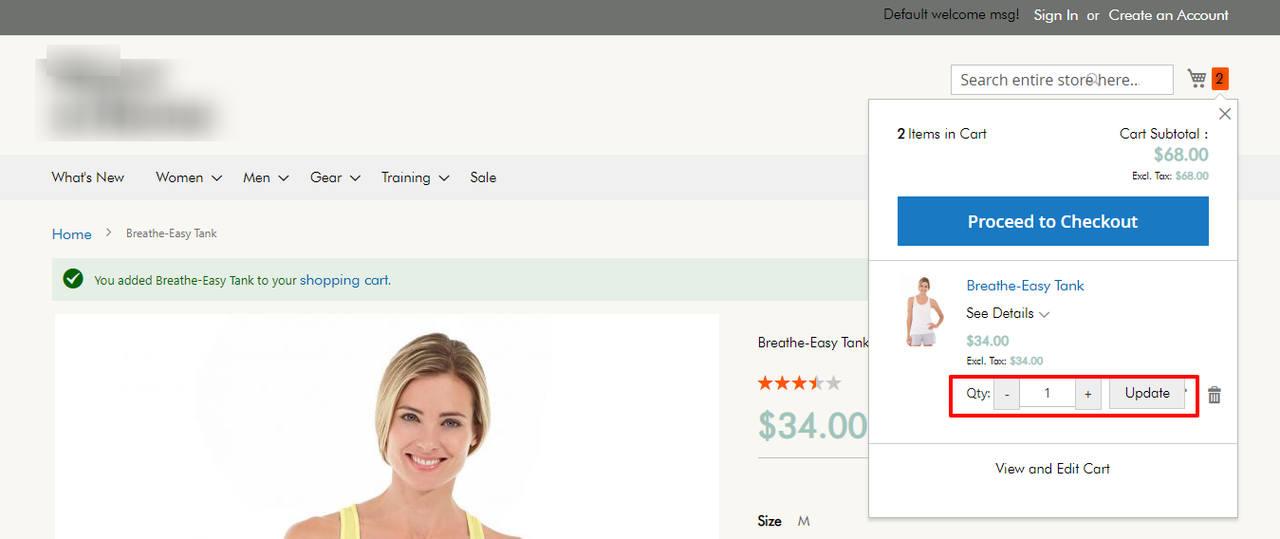 Default welcome msg! Sign In or Create an Account
Search entire store here...
2
What's New Women Men Gear Training Sale
Home > Breathe-Easy Tank
You added Breathe-Easy Tank to your shopping cart.
Breathe-Easy Tank
$34.00
Size M
2 Items in Cart
Cart Subtotal :
$68.00
Excl. Tax: $68.00
Proceed to Checkout
Breathe-Easy Tank
See Details
$34.00
Excl. Tax: $34.00
Qty: - 1 + Update
View and Edit Cart